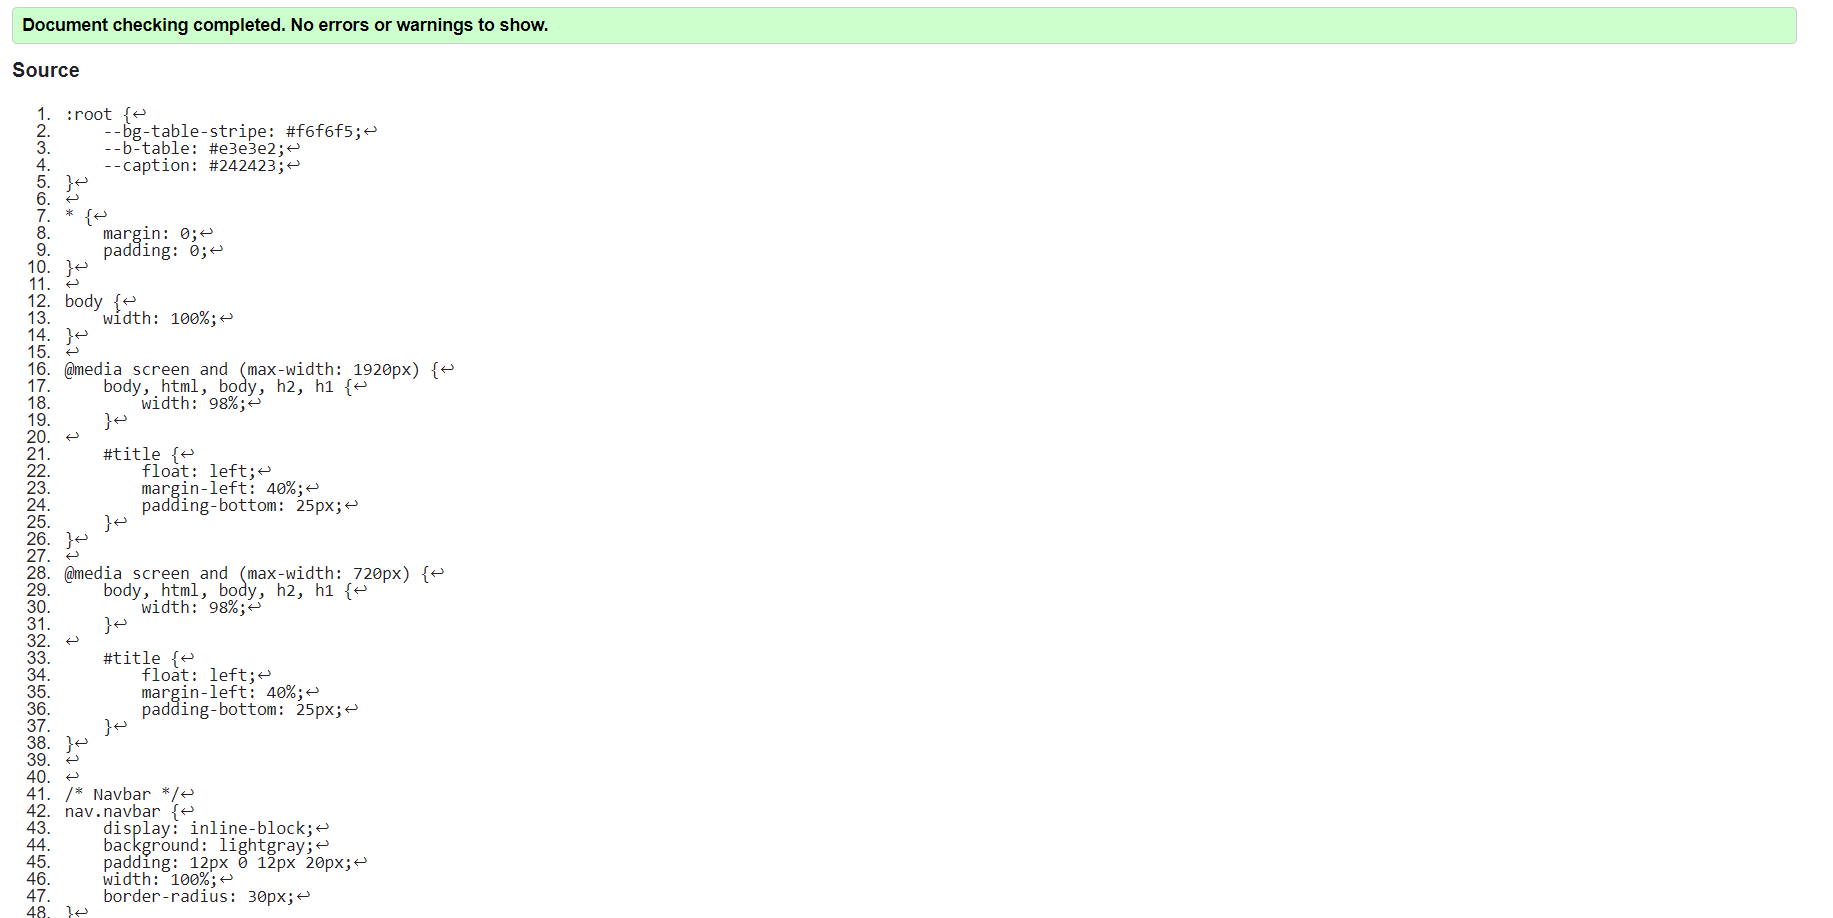 Document checking completed. No errors or warnings to show.
Source
1. :root {↩
2.     --bg-table-stripe: #f6f6f5;↩
3.     --b-table: #e3e3e2;↩
4.     --caption: #242423;↩
5. }↩
6. ↩
7. * {↩
8.     margin: 0;↩
9.     padding: 0;↩
10. }↩
11. ↩
12. body {↩
13.     width: 100%;↩
14. }↩
15. ↩
16. @media screen and (max-width: 1920px) {↩
17.     body, html, body, h2, h1 {↩
18.         width: 98%;↩
19.     }↩
20. ↩
21.     #title {↩
22.         float: left;↩
23.         margin-left: 40%;↩
24.         padding-bottom: 25px;↩
25.     }↩
26. }↩
27. ↩
28. @media screen and (max-width: 720px) {↩
29.     body, html, body, h2, h1 {↩
30.         width: 98%;↩
31.     }↩
32. ↩
33.     #title {↩
34.         float: left;↩
35.         margin-left: 40%;↩
36.         padding-bottom: 25px;↩
37.     }↩
38. }↩
39. ↩
40. ↩
41. /* Navbar */↩
42. nav.navbar {↩
43.     display: inline-block;↩
44.     background: lightgray;↩
45.     padding: 12px 0 12px 20px;↩
46.     width: 100%;↩
47.     border-radius: 30px;↩
48. }↩